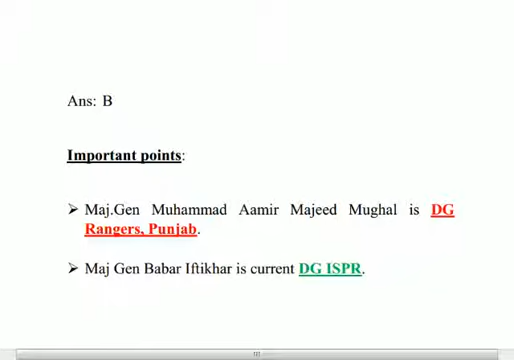 Ans: B
Important points:
➢ Maj.Gen Muhammad Aamir Majeed Mughal is DG
Rangers, Punjab.
➢ Maj Gen Babar Iftikhar is current DG ISPR.